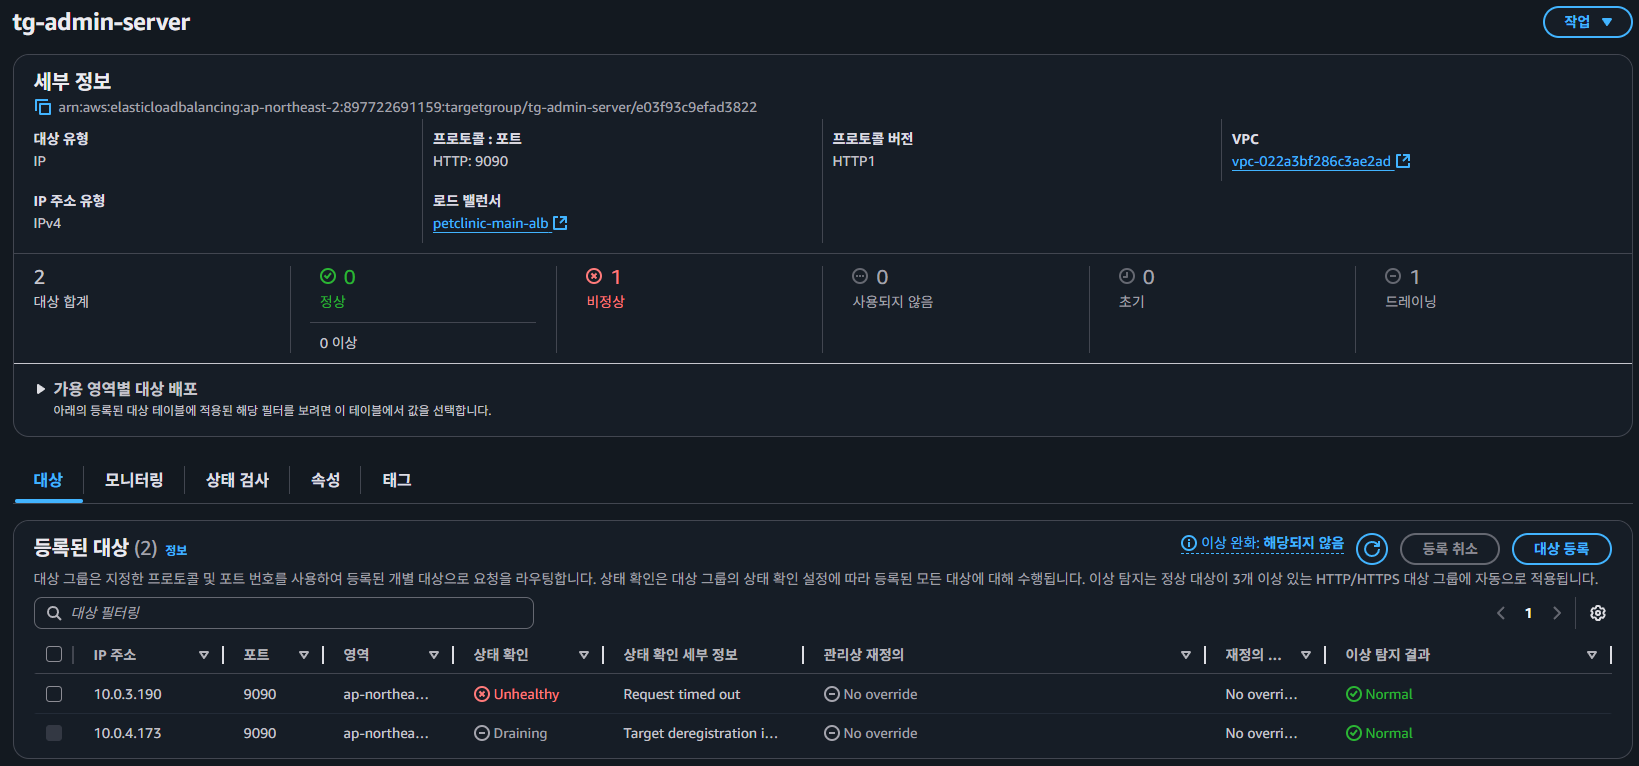 tg-admin-server
작업
세부 정보
arn:aws:elasticloadbalancing:ap-northeast-2:897722691159:targetgroup/tg-admin-server/e03f93c9efad3822
대상 유형
IP
프로토콜 : 포트
HTTP: 9090
프로토콜 버전
HTTP1
VPC
vpc-022a3bf286c3ae2ad
IP 주소 유형
IPv4
로드 밸런서
petclinic-main-alb
2
대상 합계
0
정상
0 이상
1
비정상
0
사용되지 않음
0
초기
1
드레이닝
가용 영역별 대상 배포
아래의 등록된 대상 테이블에 적용된 해당 필터를 보려면 이 테이블에서 값을 선택합니다.
대상 모니터링 상태 검사 속성 태그
등록된 대상 (2) 정보
이상 완화: 해당되지 않음
등록 취소
대상 등록
대상 그룹은 지정한 프로토콜 및 포트 번호를 사용하여 등록된 개별 대상으로 요청을 라우팅합니다. 상태 확인은 대상 그룹의 상태 확인 설정에 따라 등록된 모든 대상에 대해 수행됩니다. 이상 탐지는 정상 대상이 3개 이상 있는 HTTP/HTTPS 대상 그룹에 자동으로 적용됩니다.
대상 필터링
1
IP 주소 포트 영역 상태 확인 상태 확인 세부 정보 관리상 재정의 재정의 ... 이상 탐지 결과
10.0.3.190 9090 ap-northea... Unhealthy Request timed out No override No overri... Normal
10.0.4.173 9090 ap-northea... Draining Target deregistration i... No override No overri... Normal